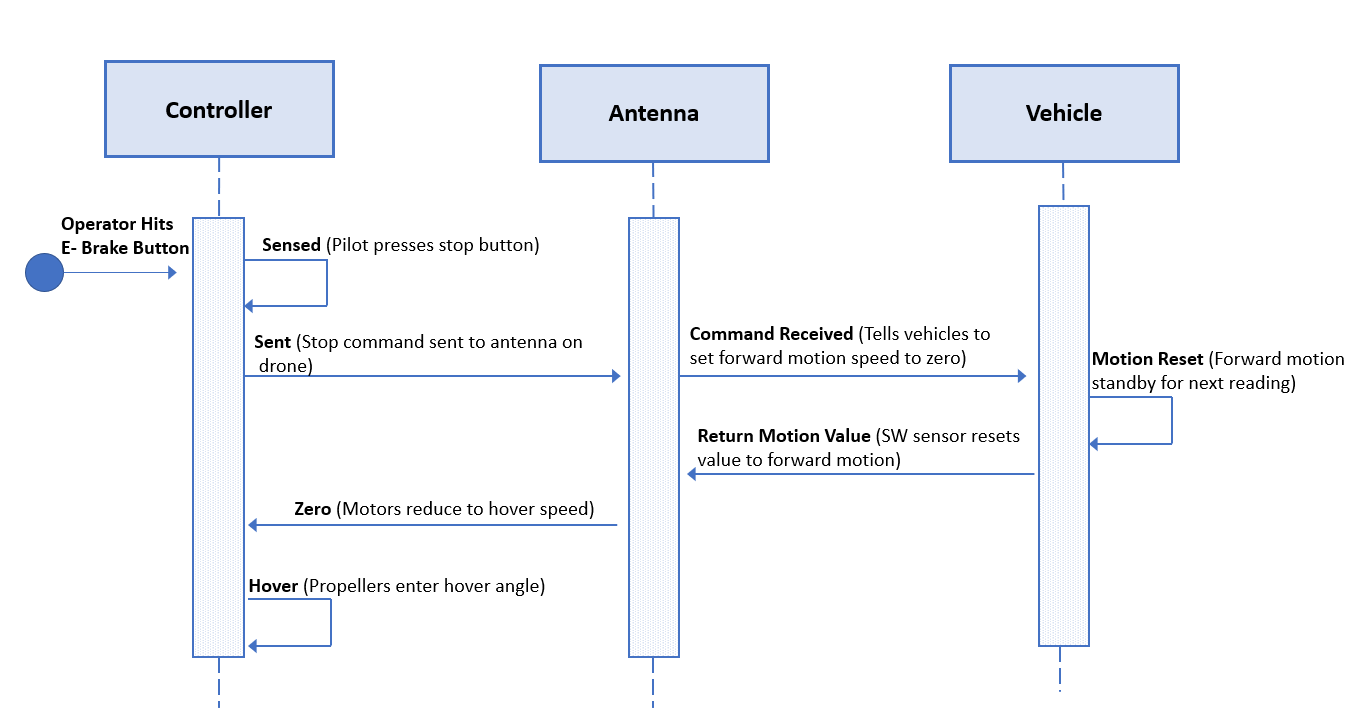 Controller
Antenna
Vehicle
Operator Hits
E- Brake Button
Sensed (Pilot presses stop button)
Sent (Stop command sent to antenna on
drone)
Command Received (Tells vehicles to
set forward motion speed to zero)
Motion Reset (Forward motion
standby for next reading)
Return Motion Value (SW sensor resets
value to forward motion)
Zero (Motors reduce to hover speed)
Hover (Propellers enter hover angle)